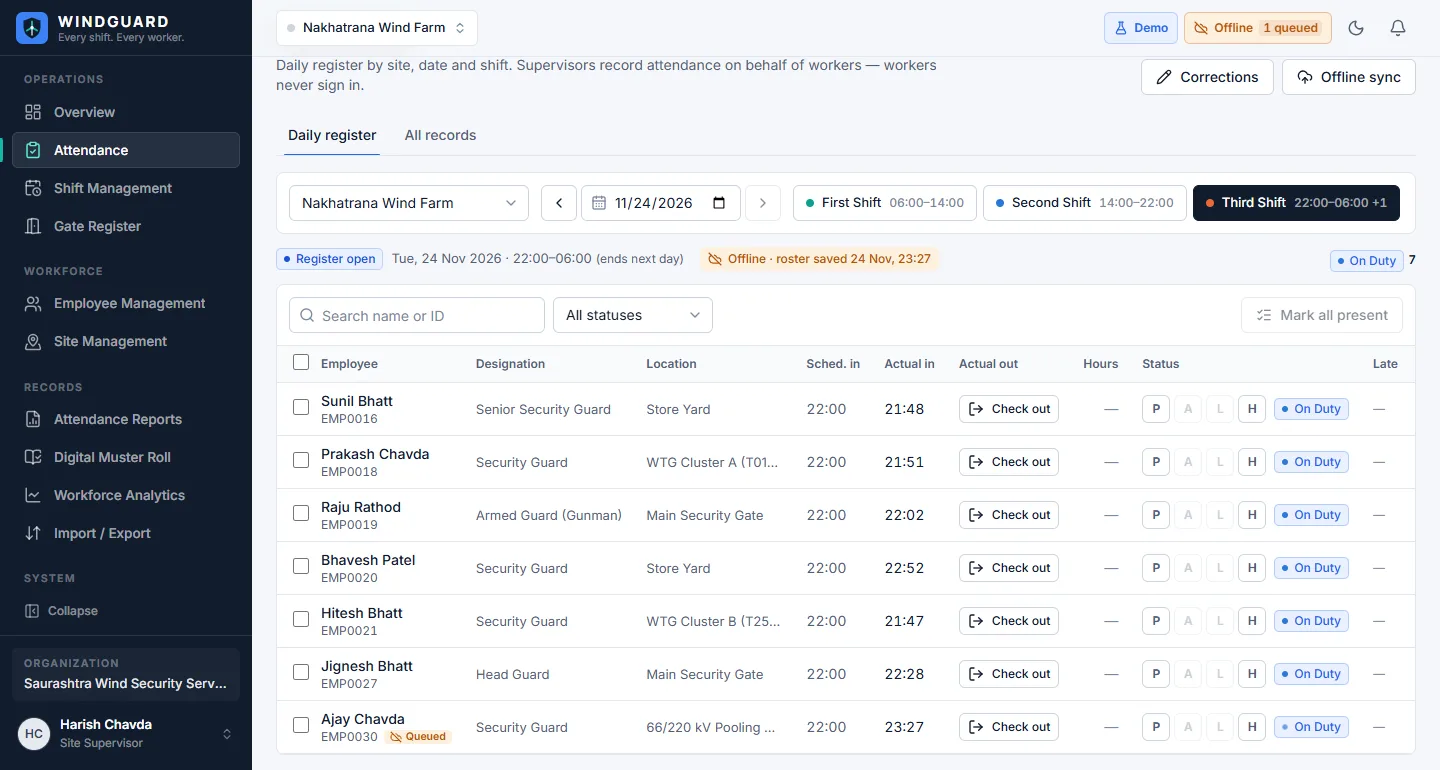 WINDGUARD
Every shift. Every worker.
OPERATIONS
Overview
Attendance
Shift Management
Gate Register
WORKFORCE
Employee Management
Site Management
RECORDS
Attendance Reports
Digital Muster Roll
Workforce Analytics
Import / Export
SYSTEM
Collapse
ORGANIZATION
Saurashtra Wind Security Serv...
HC
Harish Chavda
Site Supervisor
Nakhatrana Wind Farm
Demo
Offline 1 queued
Daily register by site, date and shift. Supervisors record attendance on behalf of workers — workers
never sign in.
Corrections
Offline sync
Daily register
All records
Nakhatrana Wind Farm
11/24/2026
First Shift 06:00–14:00
Second Shift 14:00–22:00
Third Shift 22:00–06:00 +1
Register open
Tue, 24 Nov 2026 · 22:00–06:00 (ends next day)
Offline · roster saved 24 Nov, 23:27
On Duty 7
Search name or ID
All statuses
Mark all present
Employee Designation Location Sched. in Actual in Actual out Hours Status Late
Sunil Bhatt
EMP0016
Senior Security Guard Store Yard 22:00 21:48 Check out — P A L H On Duty —
Prakash Chavda
EMP0018
Security Guard WTG Cluster A (T01... 22:00 21:51 Check out — P A L H On Duty —
Raju Rathod
EMP0019
Armed Guard (Gunman) Main Security Gate 22:00 22:02 Check out — P A L H On Duty —
Bhavesh Patel
EMP0020
Security Guard Store Yard 22:00 22:52 Check out — P A L H On Duty —
Hitesh Bhatt
EMP0021
Security Guard WTG Cluster B (T25... 22:00 21:47 Check out — P A L H On Duty —
Jignesh Bhatt
EMP0027
Head Guard Main Security Gate 22:00 22:28 Check out — P A L H On Duty —
Ajay Chavda
EMP0030 Queued
Security Guard 66/220 kV Pooling ... 22:00 23:27 Check out — P A L H On Duty —